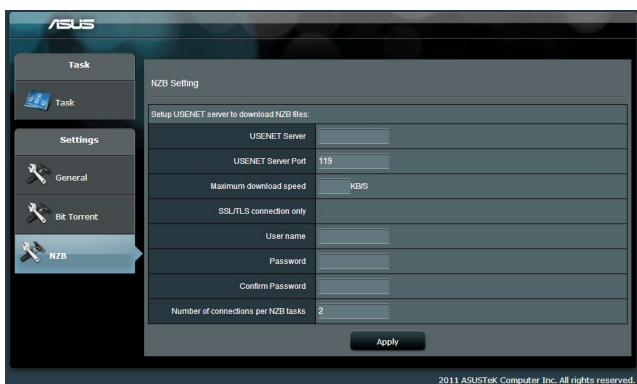 ASUS
Task
Task
Settings
General
Bit Torrent
NZB
NZB Setting
Setup USENET server to download NZB files:
USENET Server
USENET Server Port 119
Maximum download speed KB/S
SSL/TLS connection only
User name
Password
Confirm Password
Number of connections per NZB tasks 2
Apply
2011 ASUSTeK Computer Inc. All rights reserved.